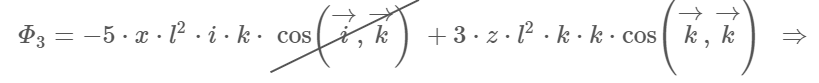 Φ₃ = −5 · x · l² · i · k · cos(i⃗, k⃗) + 3 · z · l² · k · k · cos(k⃗, k⃗) ⇒